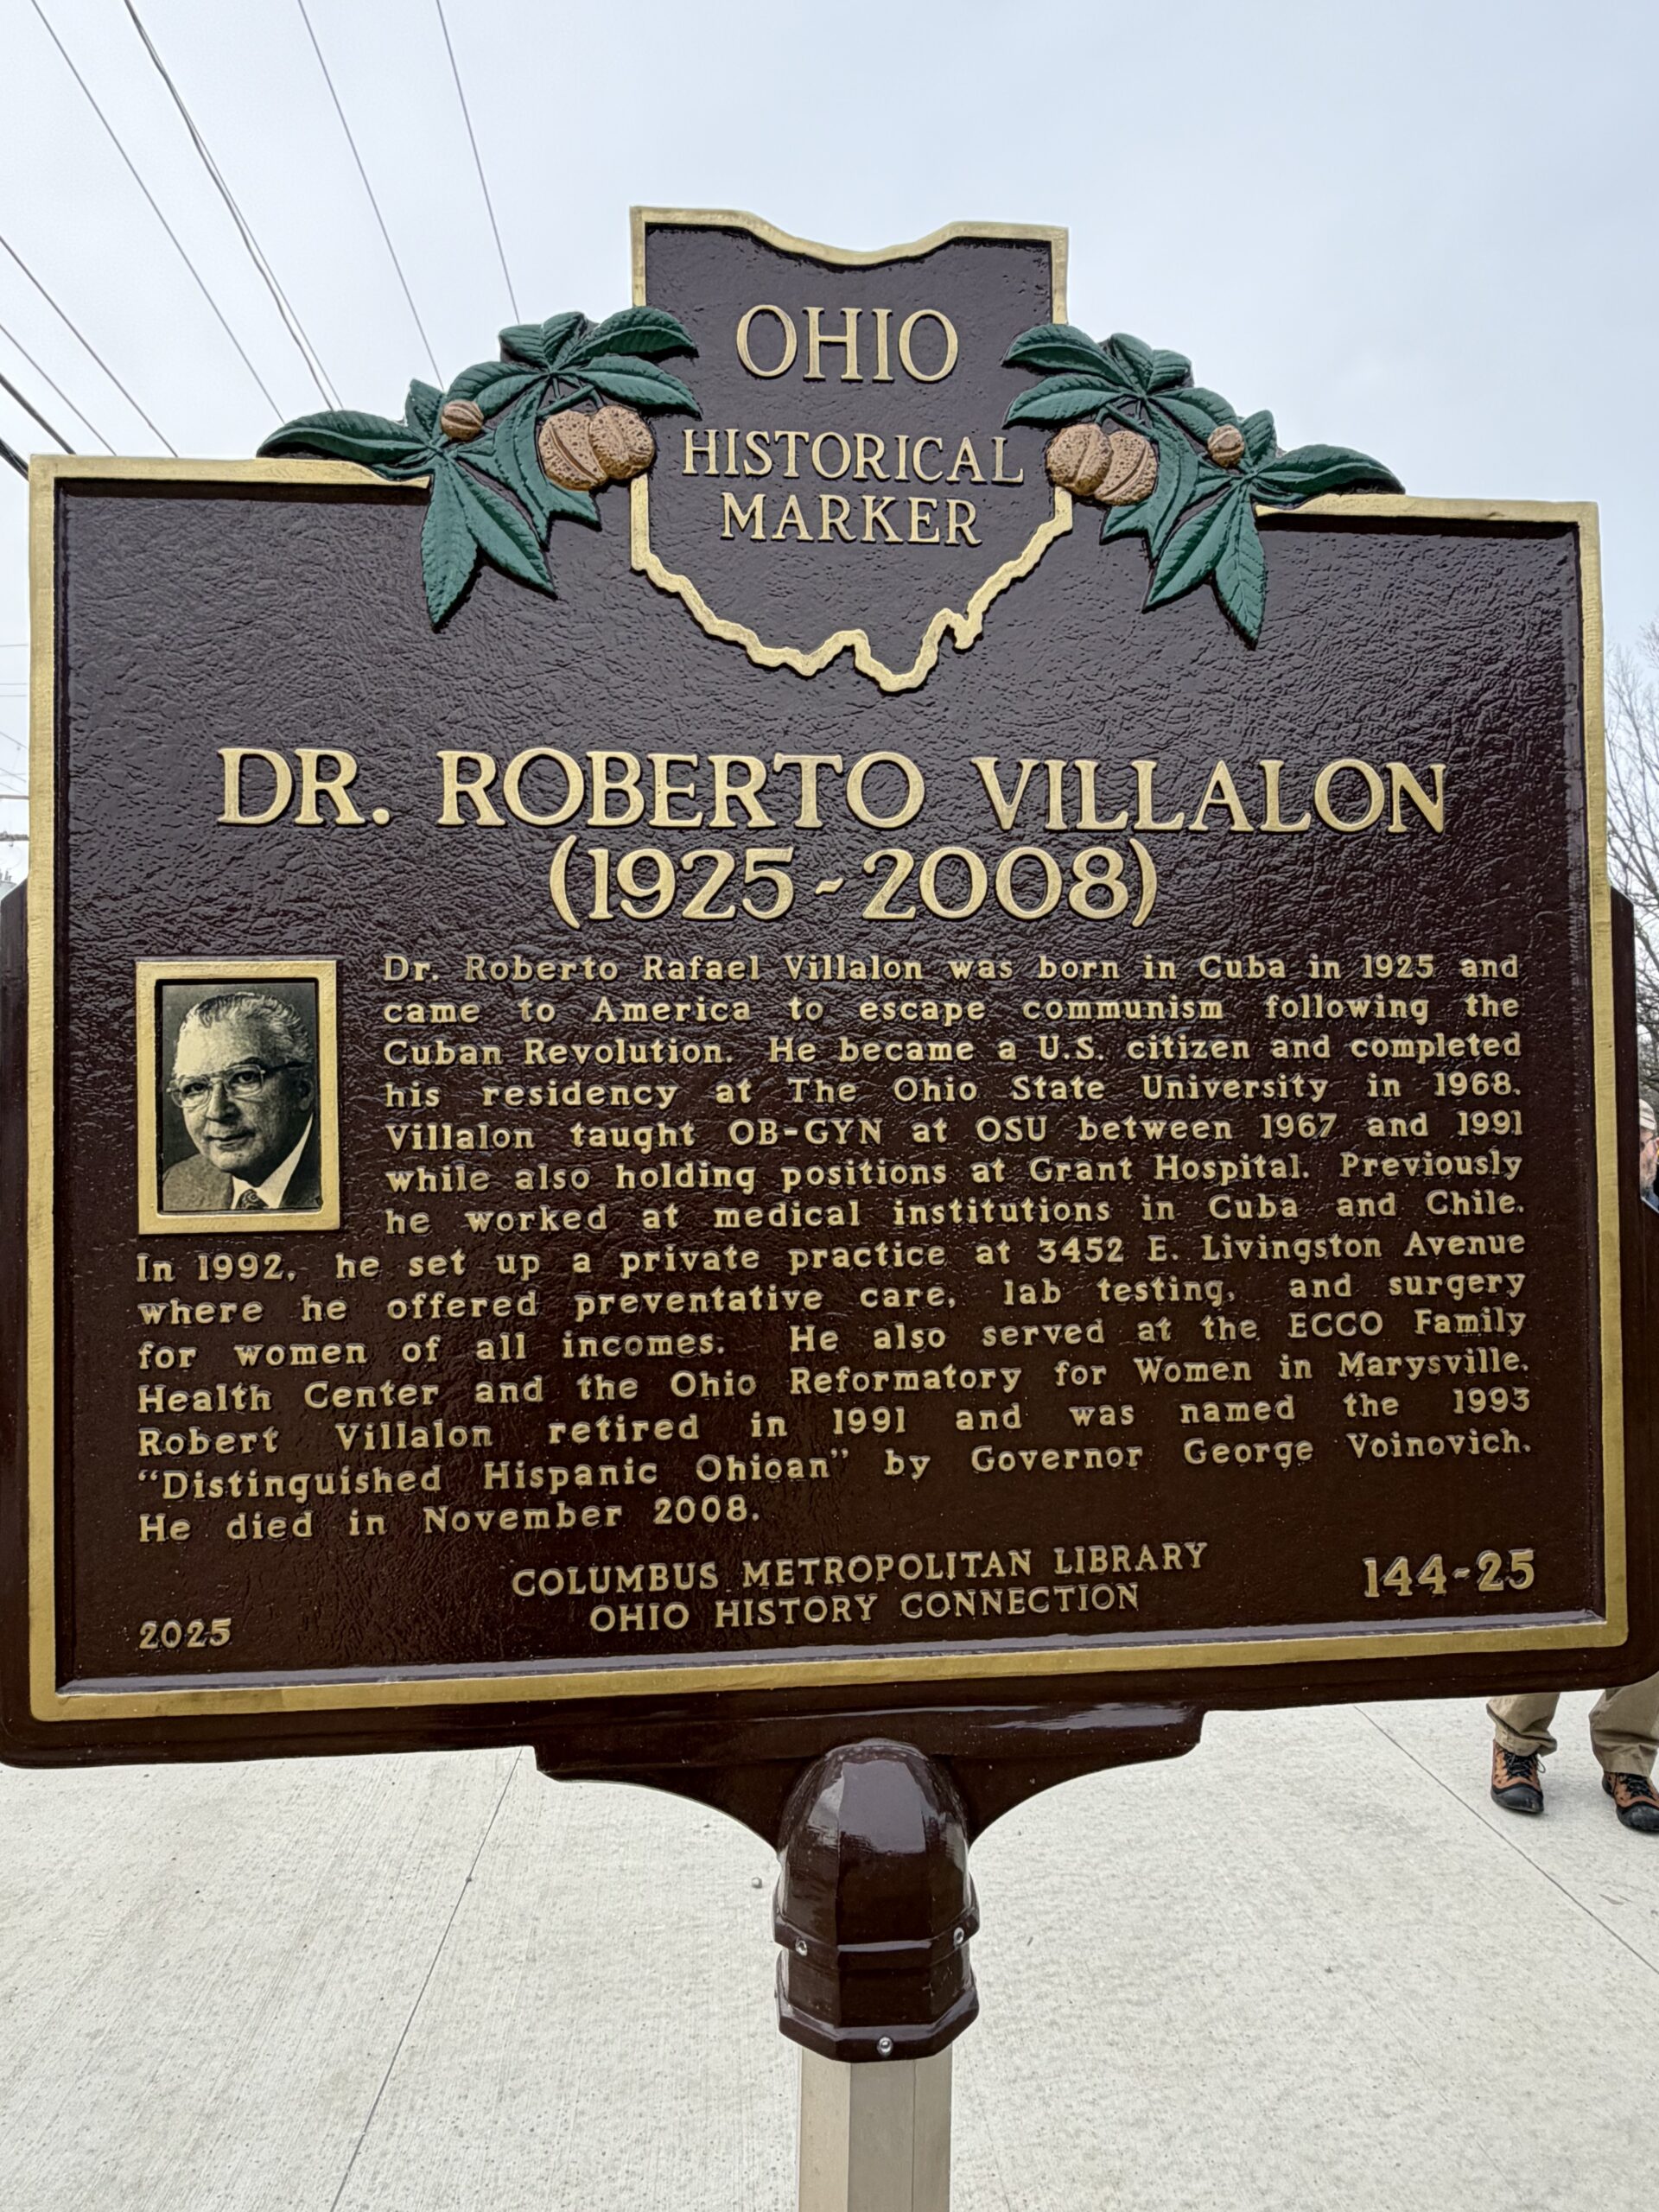 OHIO
HISTORICAL
MARKER
DR. ROBERTO VILLALON
(1925-2008)
Dr. Roberto Rafael Villalon was born in Cuba in 1925 and
came to America to escape communism following the
Cuban Revolution. He became a U.S. citizen and completed
his residency at The Ohio State University in 1968.
Villalon taught OB-GYN at OSU between 1967 and 1991
while also holding positions at Grant Hospital. Previously
he worked at medical institutions in Cuba and Chile.
In 1992, he set up a private practice at 3452 E. Livingston Avenue
where he offered preventative care, lab testing, and surgery
for women of all incomes. He also served at the ECCO Family
Health Center and the Ohio Reformatory for Women in Marysville.
Robert Villalon retired in 1991 and was named the 1993
"Distinguished Hispanic Ohioan" by Governor George Voinovich.
He died in November 2008.
COLUMBUS METROPOLITAN LIBRARY
OHIO HISTORY CONNECTION
144-25
2025